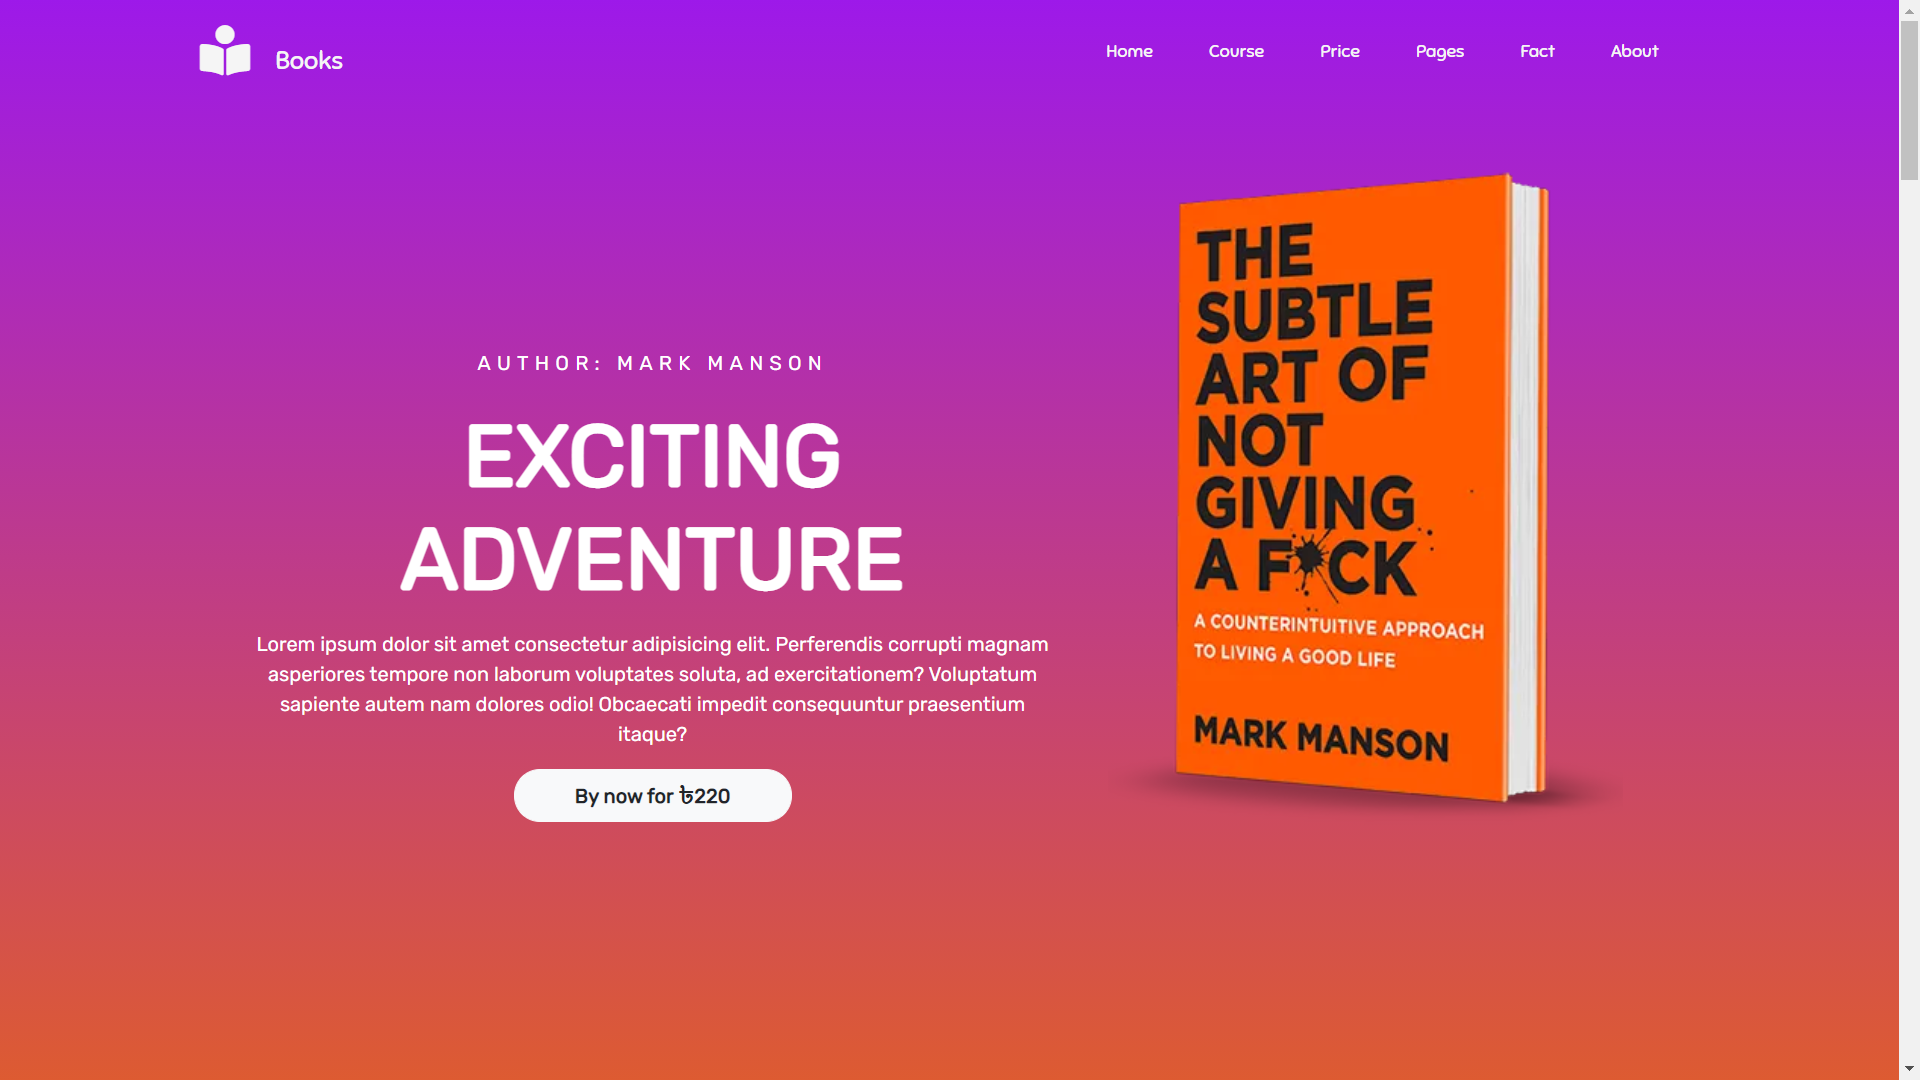 Books
Home Course Price Pages Fact About
AUTHOR: MARK MANSON
EXCITING
ADVENTURE
Lorem ipsum dolor sit amet consectetur adipisicing elit. Perferendis corrupti magnam
asperiores tempore non laborum voluptates soluta, ad exercitationem? Voluptatum
sapiente autem nam dolores odio! Obcaecati impedit consequuntur praesentium
itaque?
By now for ৳220
THE
SUBTLE
ART OF
NOT
GIVING
A F*CK
A COUNTERINTUITIVE APPROACH
TO LIVING A GOOD LIFE
MARK MANSON